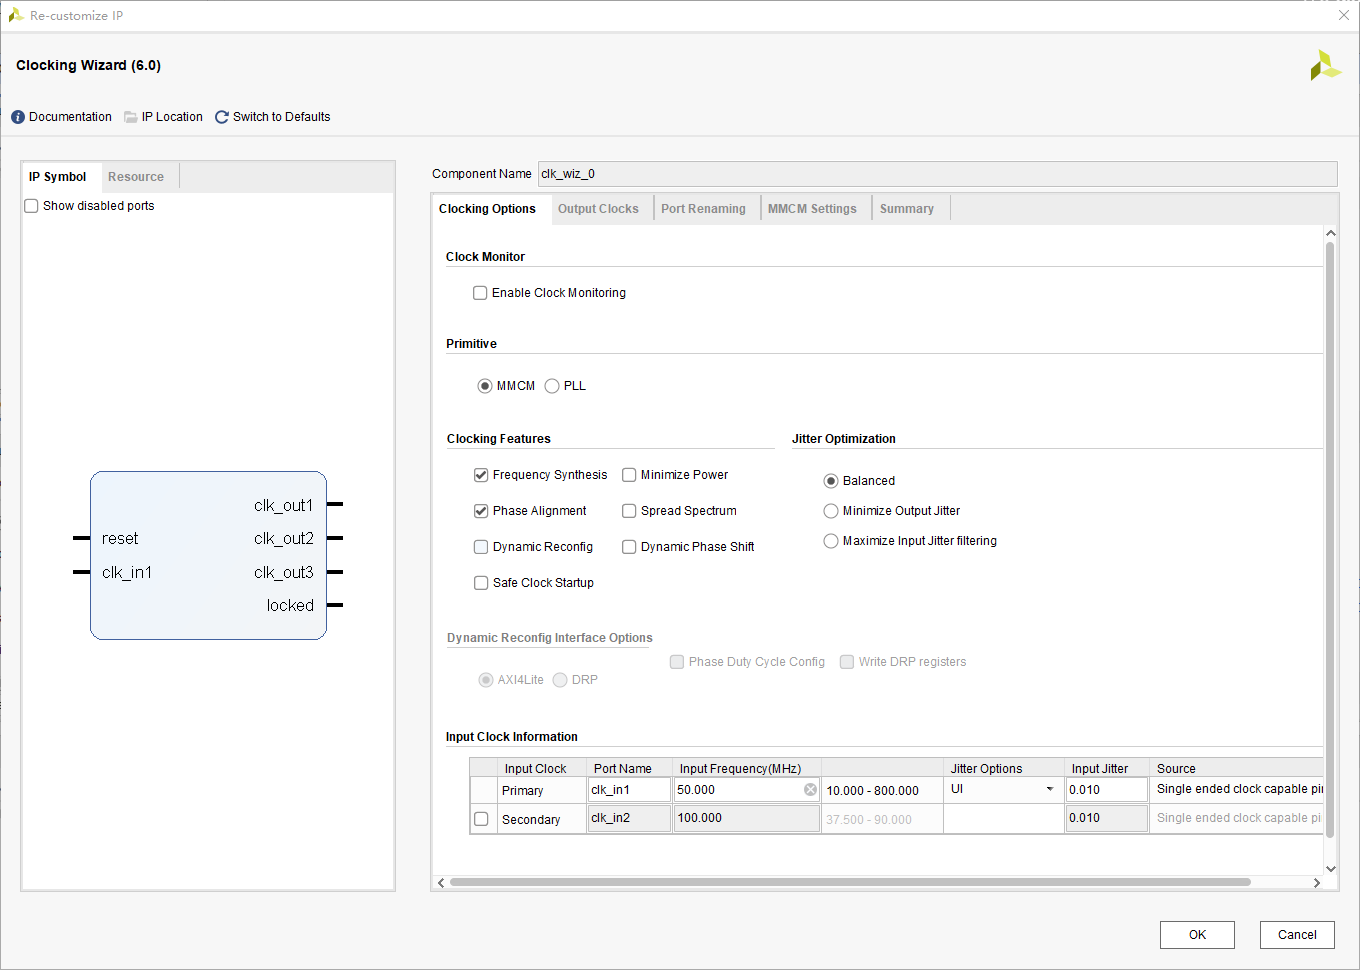 Re-customize IP
Clocking Wizard (6.0)
Documentation IP Location Switch to Defaults
IP Symbol Resource
Show disabled ports
reset
clk_in1
clk_out1
clk_out2
clk_out3
locked
Component Name clk_wiz_0
Clocking Options Output Clocks Port Renaming MMCM Settings Summary
Clock Monitor
Enable Clock Monitoring
Primitive
MMCM PLL
Clocking Features
Frequency Synthesis Minimize Power
Phase Alignment Spread Spectrum
Dynamic Reconfig Dynamic Phase Shift
Safe Clock Startup
Jitter Optimization
Balanced
Minimize Output Jitter
Maximize Input Jitter filtering
Dynamic Reconfig Interface Options
AXI4Lite DRP
Phase Duty Cycle Config Write DRP registers
Input Clock Information
Input Clock Port Name Input Frequency(MHz) Jitter Options Input Jitter Source
Primary clk_in1 50.000 10.000 - 800.000 UI 0.010 Single ended clock capable pi
Secondary clk_in2 100.000 37.500 - 90.000 0.010 Single ended clock capable pi
OK Cancel